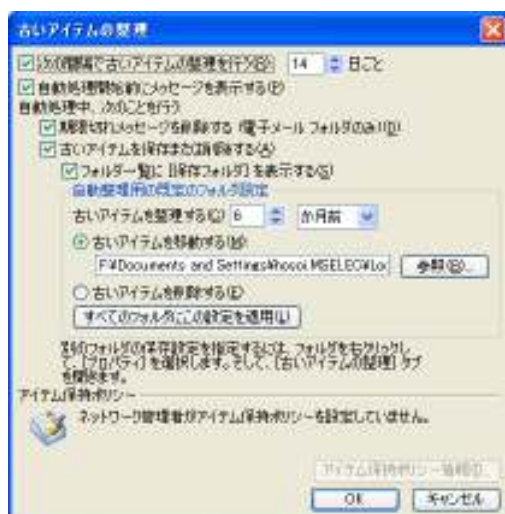 古いアイテムの整理
次の間隔で古いアイテムの整理を行う(B): 14 日ごと
自動処理開始前にメッセージを表示する(P)
自動処理中、次のことを行う
期限切れメッセージを削除する (電子メール フォルダのみ)(D)
古いアイテムを保存または削除する(A)
フォルダ一覧に [保存フォルダ] を表示する(S)
自動整理用の既定のフォルダ設定
古いアイテムを整理する(C) 6 か月前
古いアイテムを移動する(M)
F:¥Documents and Settings¥hosoi.MSELEC¥Loc 参照(B)...
古いアイテムを削除する(E)
すべてのフォルダにこの設定を適用(L)
別のフォルダの保存設定を指定するには、フォルダを右クリックし
て、[プロパティ] を選択します。そして、[古いアイテムの整理] タブ
を開きます。
アイテム保持ポリシー
ネットワーク管理者がアイテム保持ポリシーを設定していません。
アイテム保持ポリシー情報
OK キャンセル